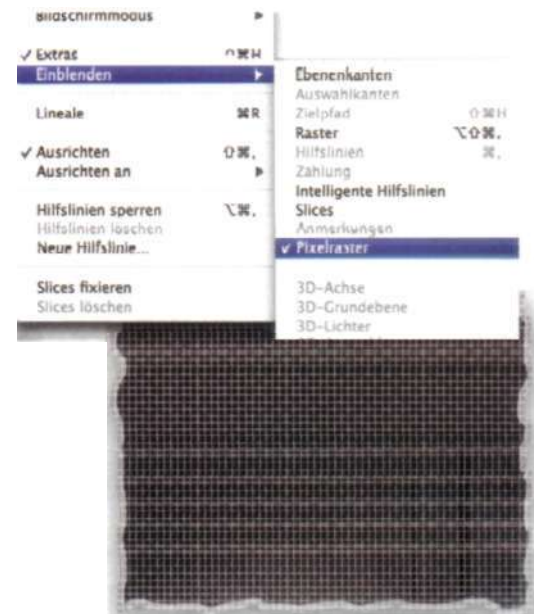 Bildschirmmodus
✓ Extras ⌃⌘H
Einblenden
Lineale ⌘R
✓ Ausrichten ⇧⌘,
Ausrichten an
Hilfslinien sperren ⌥⌘,
Hilfslinien löschen
Neue Hilfslinie...
Slices fixieren
Slices löschen
Ebenenkanten
Auswahlkanten
Zielpfad ⇧⌘H
Raster ⌥⇧⌘,
Hilfslinien ⌘,
Zählung
Intelligente Hilfslinien
Slices
Anmerkungen
✓ Pixelraster
3D-Achse
3D-Grundebene
3D-Lichter